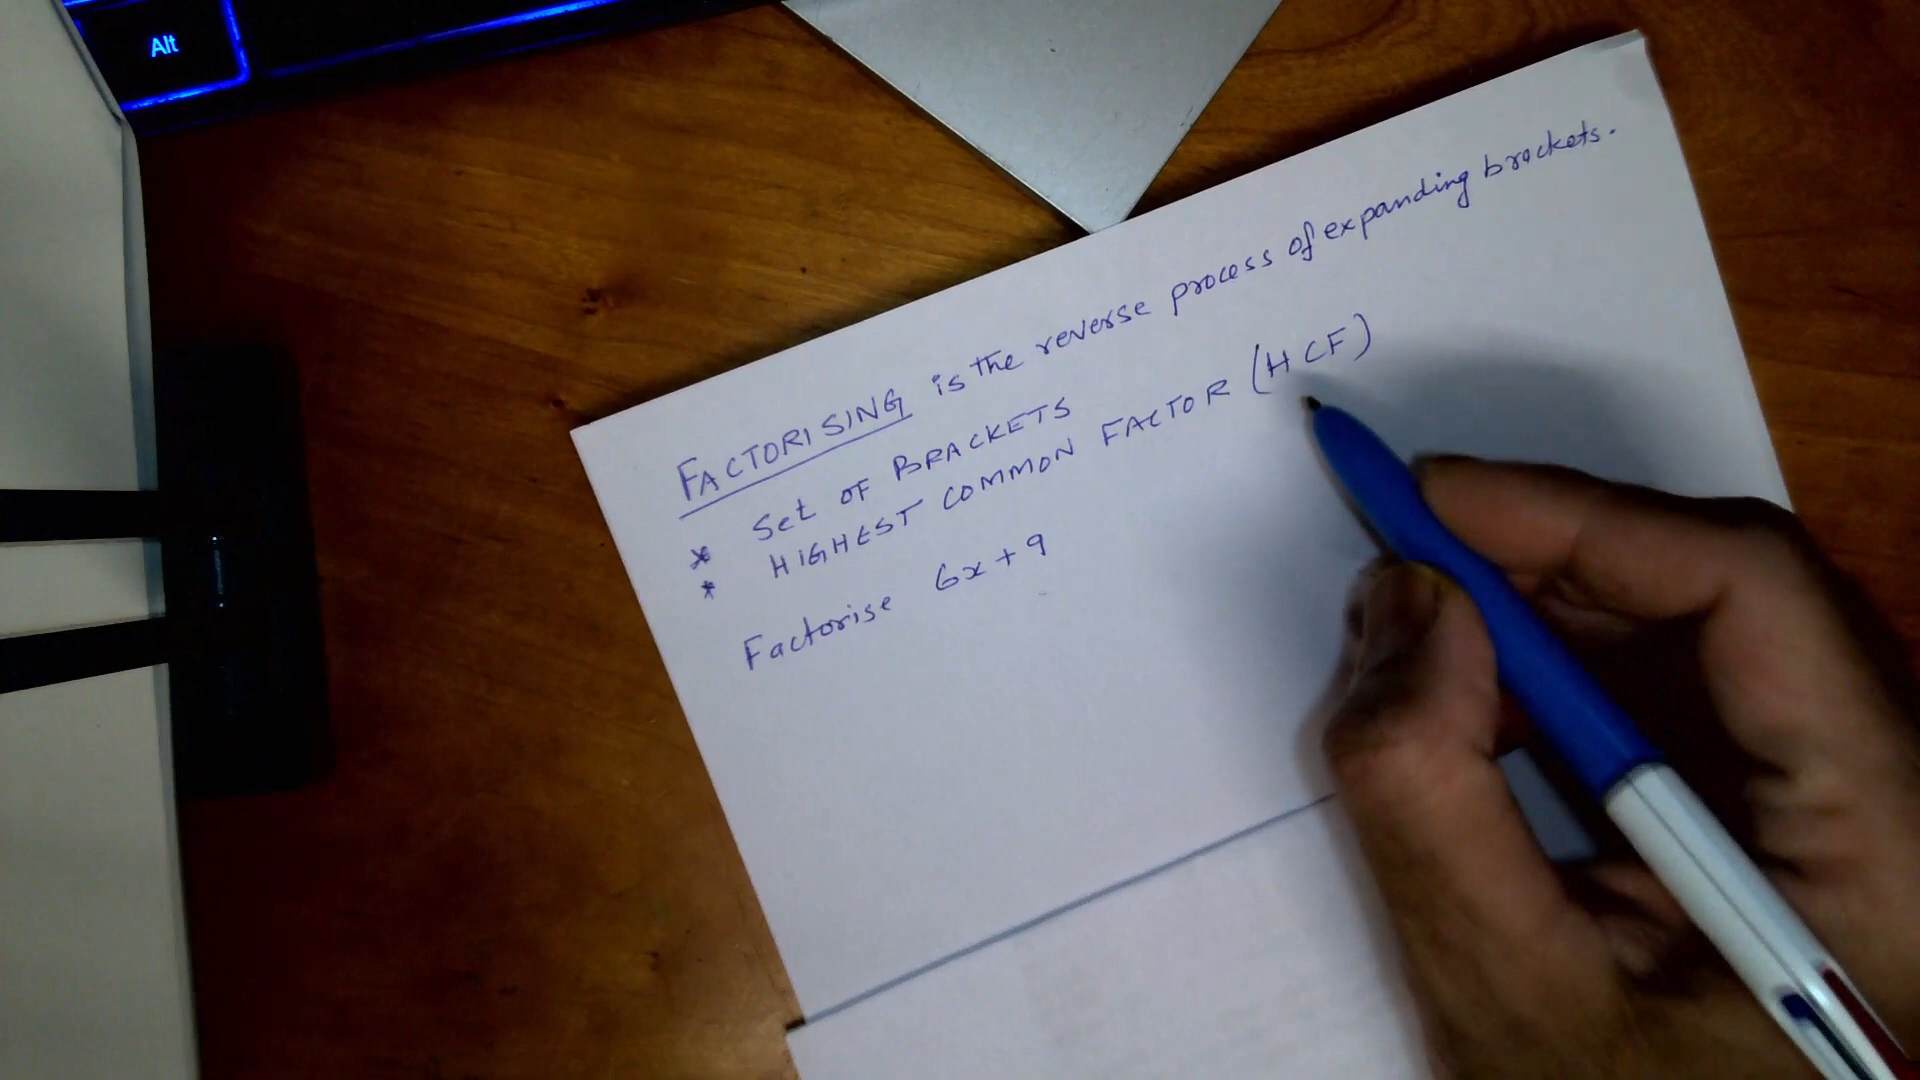 Alt
FACTORISING is the reverse process of expanding brackets.
* Set OF BRACKETS
* HIGHEST COMMON FACTOR (HCF)
Factorise 6x + 9